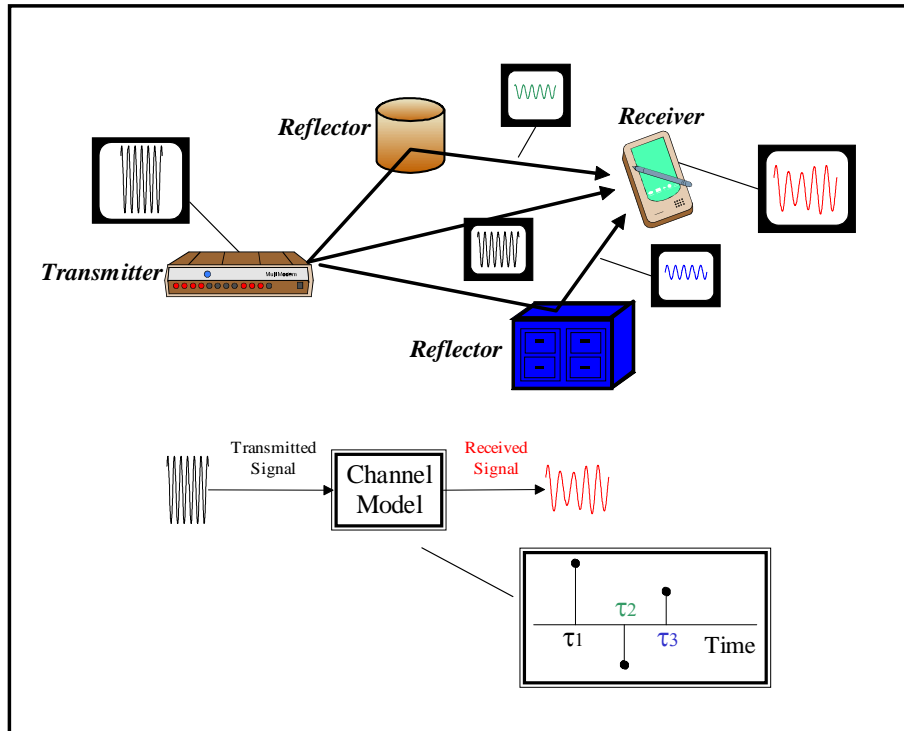 Reflector
Receiver
Transmitter
Reflector
Transmitted
Signal
Channel
Model
Received
Signal
τ1
τ2
τ3
Time